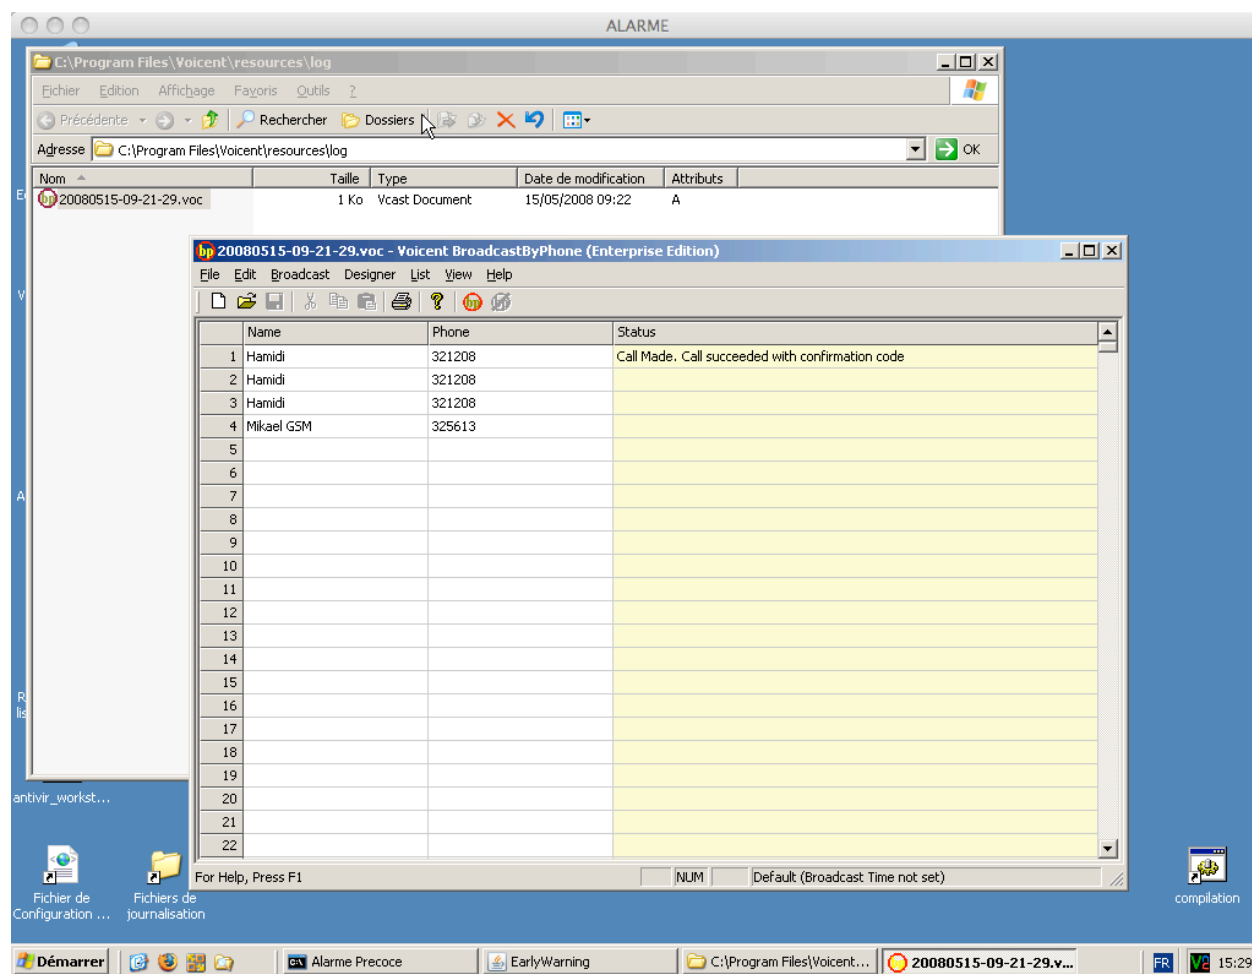 ALARME
C:\Program Files\Voicent\resources\log
Fichier Edition Affichage Favoris Outils ?
Précédente Rechercher Dossiers
Adresse C:\Program Files\Voicent\resources\log OK
Nom Taille Type Date de modification Attributs
bp 20080515-09-21-29.voc 1 Ko Vcast Document 15/05/2008 09:22 A
bp 20080515-09-21-29.voc - Voicent BroadcastByPhone (Enterprise Edition)
File Edit Broadcast Designer List View Help
bp
Name Phone Status
1 Hamidi 321208 Call Made. Call succeeded with confirmation code
2 Hamidi 321208
3 Hamidi 321208
4 Mikael GSM 325613
5
6
7
8
9
10
11
12
13
14
15
16
17
18
19
20
21
22
For Help, Press F1 NUM Default (Broadcast Time not set)
antivir_workst...
Fichier de
Configuration ...
Fichiers de
journalisation
compilation
Démarrer Alarme Precoce EarlyWarning C:\Program Files\Voicent... 20080515-09-21-29.v... FR 15:29